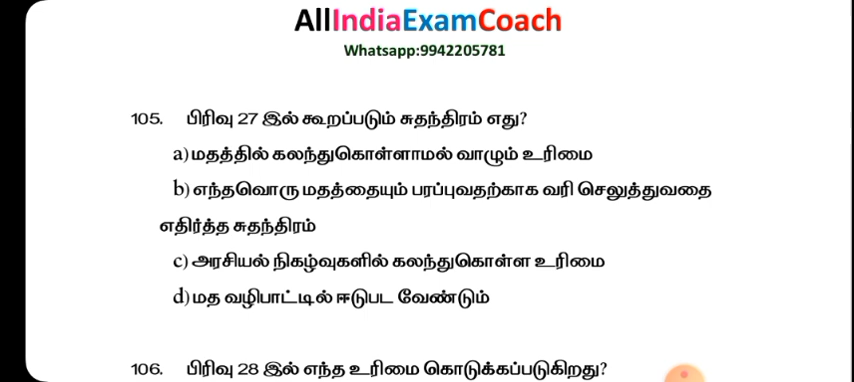 AllIndiaExamCoach
Whatsapp:9942205781
105. பிரிவு 27 இல் கூறப்படும் சுதந்திரம் எது?
a)மதத்தில் கலந்துகொள்ளாமல் வாழும் உரிமை
b)எந்தவொரு மதத்தையும் பரப்புவதற்காக வரி செலுத்துவதை
எதிர்த்த சுதந்திரம்
c)அரசியல் நிகழ்வுகளில் கலந்துகொள்ள உரிமை
d)மத வழிபாட்டில் ஈடுபட வேண்டும்
106. பிரிவு 28 இல் எந்த உரிமை கொடுக்கப்படுகிறது?